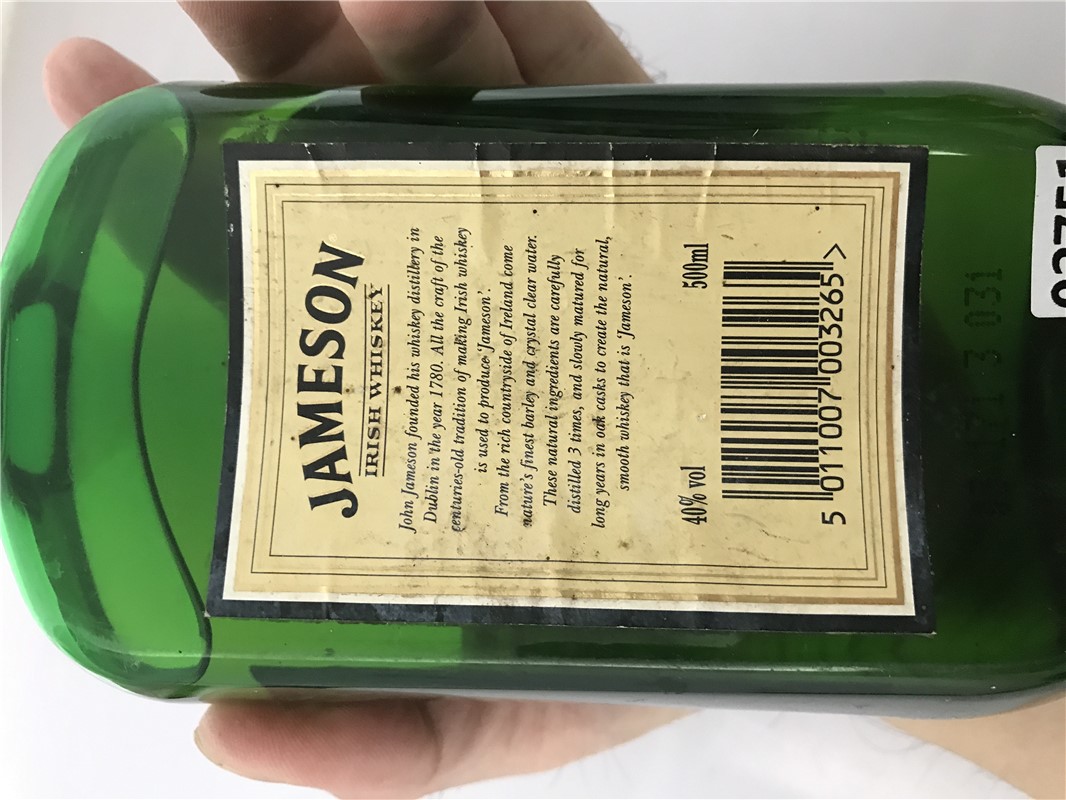 JAMESON
IRISH WHISKEY
John Jameson founded his whiskey distillery in
Dublin in the year 1780. All the craft of the
centuries-old tradition of making Irish whiskey
is used to produce 'Jameson'.
From the rich countryside of Ireland come
nature's finest barley and crystal clear water.
These natural ingredients are carefully
distilled 3 times, and slowly matured for
long years in oak casks to create the natural,
smooth whiskey that is 'Jameson'.
40% vol 500ml
5 011007 003265 >
031